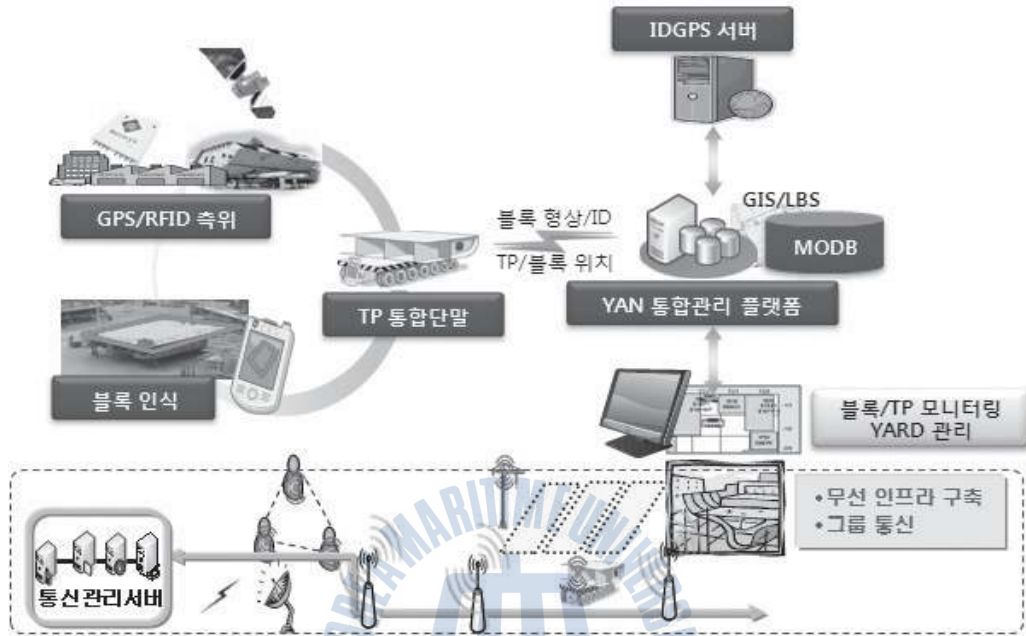 IDGPS 서버
GPS/RFID 측위
블록 형상/ID
TP/블록 위치
GIS/LBS
MODB
TP 통합단말
YAN 통합관리 플랫폼
블록 인식
블록/TP 모니터링
YARD 관리
•무선 인프라 구축
•그룹 통신
통신관리서버